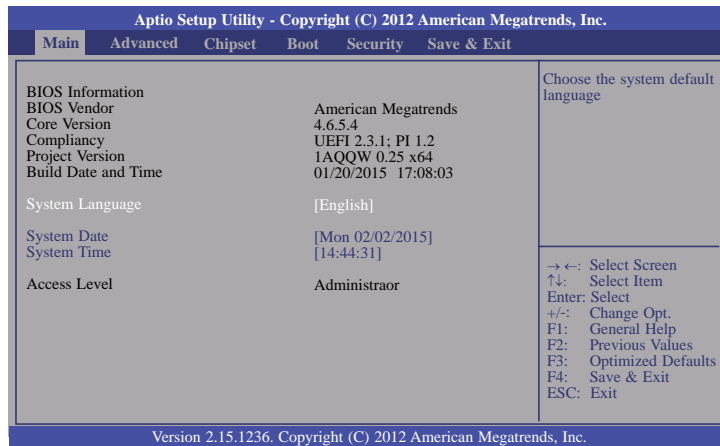 Aptio Setup Utility - Copyright (C) 2012 American Megatrends, Inc.
Main Advanced Chipset Boot Security Save & Exit
BIOS Information
BIOS Vendor American Megatrends
Core Version 4.6.5.4
Compliancy UEFI 2.3.1; PI 1.2
Project Version 1AQQW 0.25 x64
Build Date and Time 01/20/2015 17:08:03
System Language [English]
System Date [Mon 02/02/2015]
System Time [14:44:31]
Access Level Administraor
Choose the system default
language
→←: Select Screen
↑↓: Select Item
Enter: Select
+/-: Change Opt.
F1: General Help
F2: Previous Values
F3: Optimized Defaults
F4: Save & Exit
ESC: Exit
Version 2.15.1236. Copyright (C) 2012 American Megatrends, Inc.